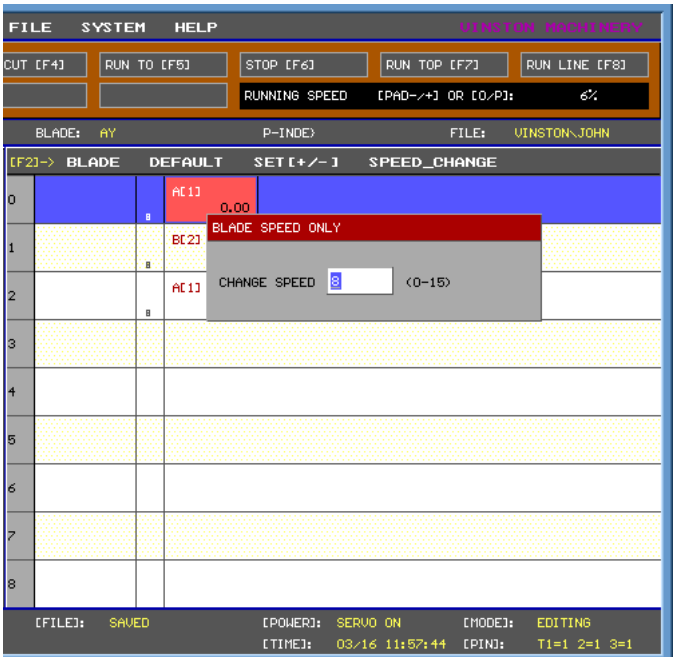 FILE SYSTEM HELP VINSTON MACHINERY
CUT [F4] RUN TO [F5] STOP [F6] RUN TOP [F7] RUN LINE [F8]
RUNNING SPEED [PAD-/+] OR [O/P]: 6%
BLADE: AY P-INDE) FILE: VINSTON\JOHN
[F2]-> BLADE DEFAULT SET[+/-] SPEED_CHANGE
0 8 A[1] 0.00
BLADE SPEED ONLY
1 8 B[2]
CHANGE SPEED 8 (0-15)
2 8 A[1]
3
4
5
6
7
8
[FILE]: SAVED [POWER]: SERVO ON [MODE]: EDITING
[TIME]: 03/16 11:57:44 [PIN]: T1=1 2=1 3=1